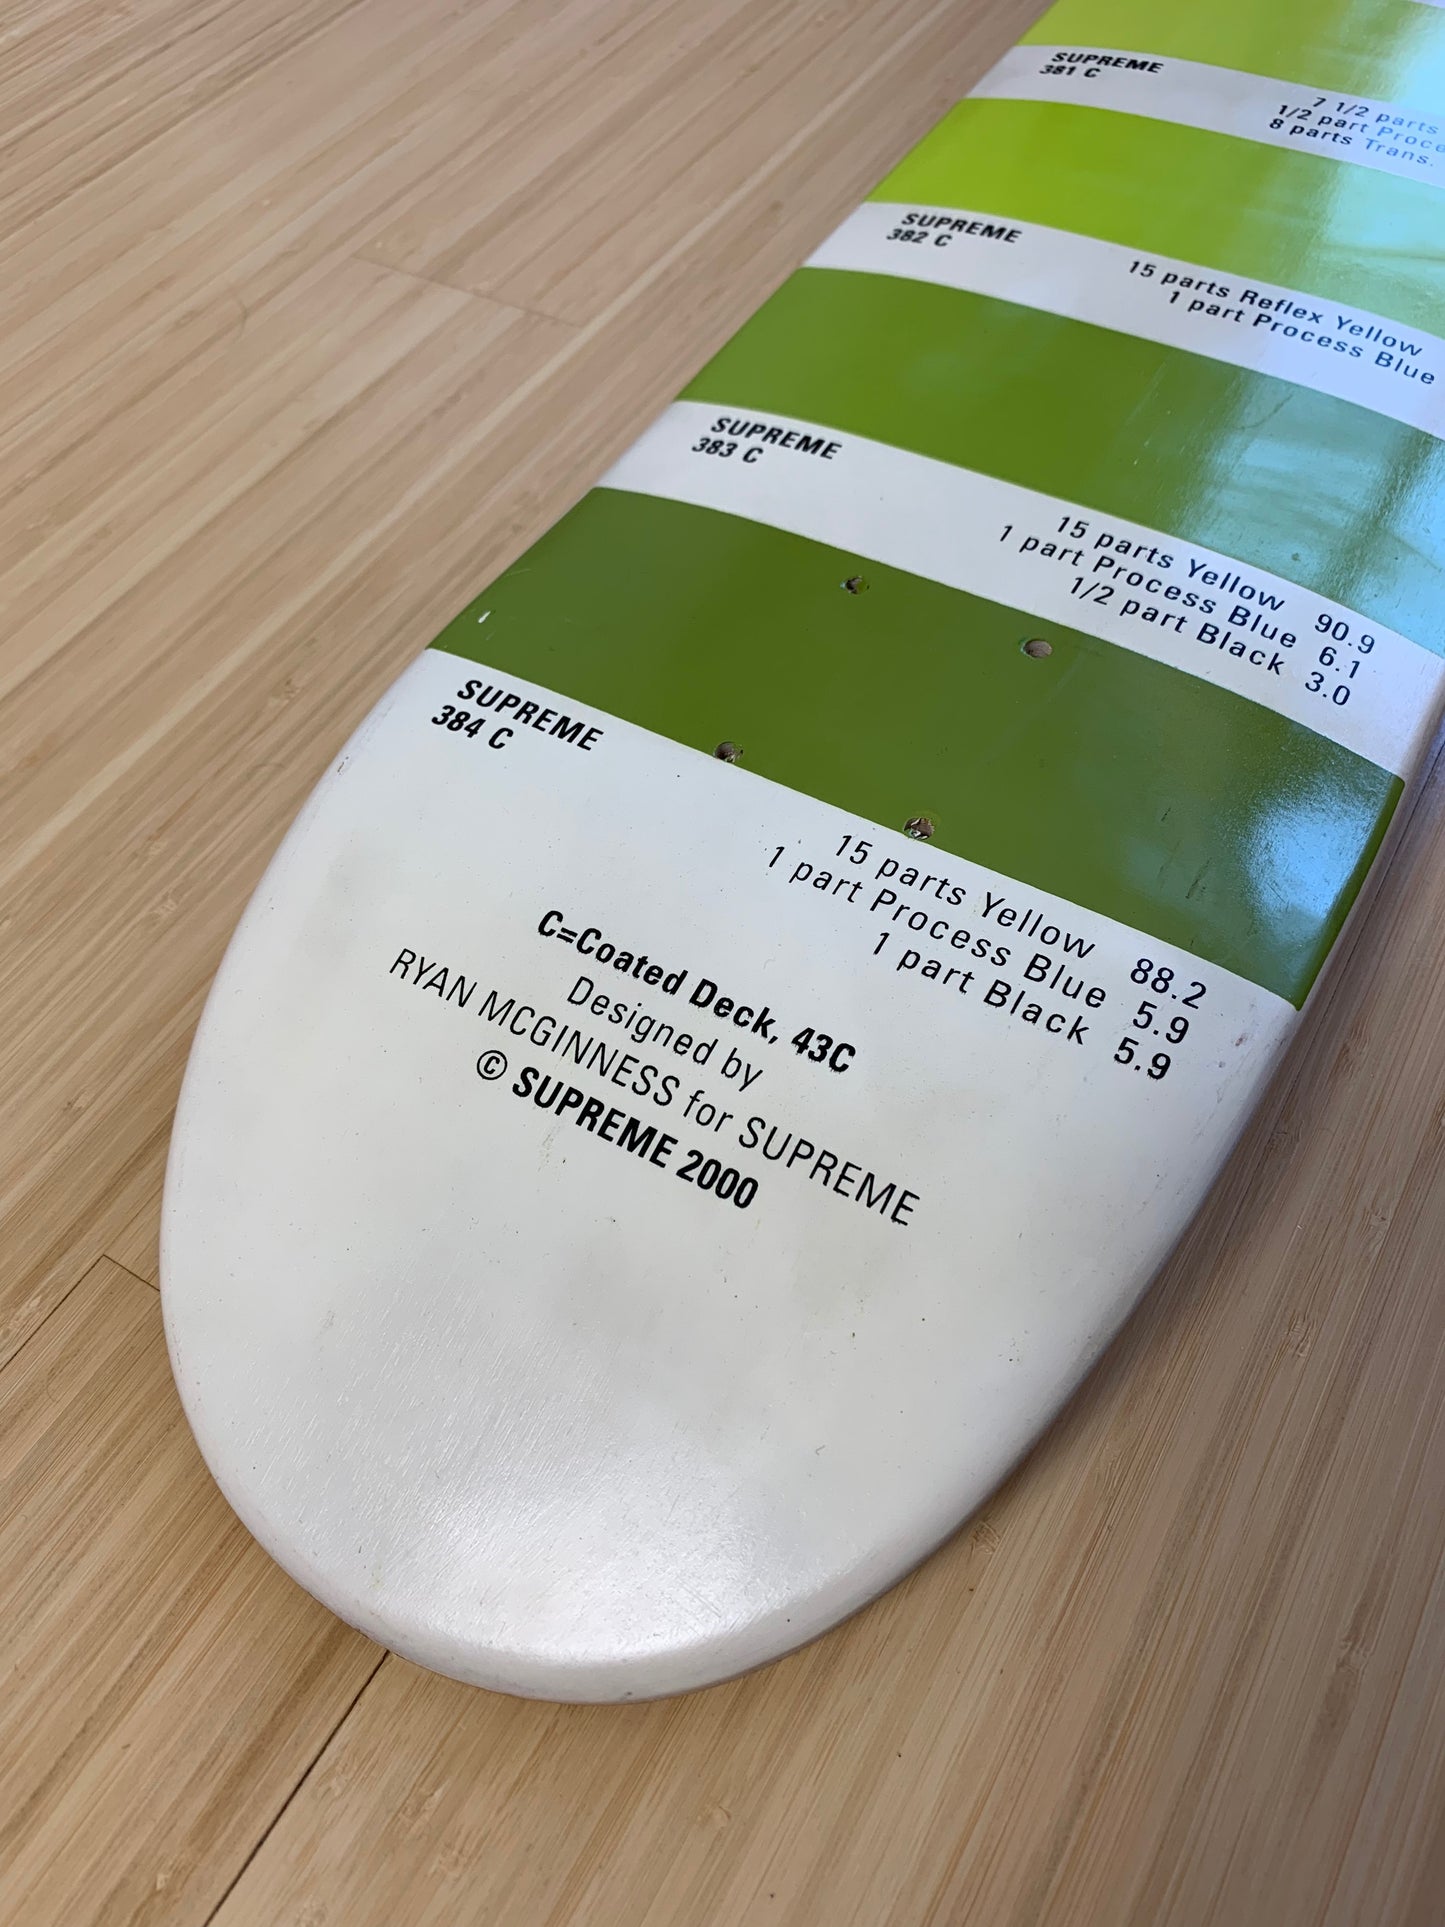 SUPREME
381 C
7 1/2 parts
1/2 part Proce
8 parts Trans.
SUPREME
382 C
15 parts Reflex Yellow
1 part Process Blue
SUPREME
383 C
15 parts Yellow 90.9
1 part Process Blue 6.1
1/2 part Black 3.0
SUPREME
384 C
15 parts Yellow 88.2
1 part Process Blue 5.9
1 part Black 5.9
C=Coated Deck, 43C
Designed by
RYAN MCGINNESS for SUPREME
© SUPREME 2000